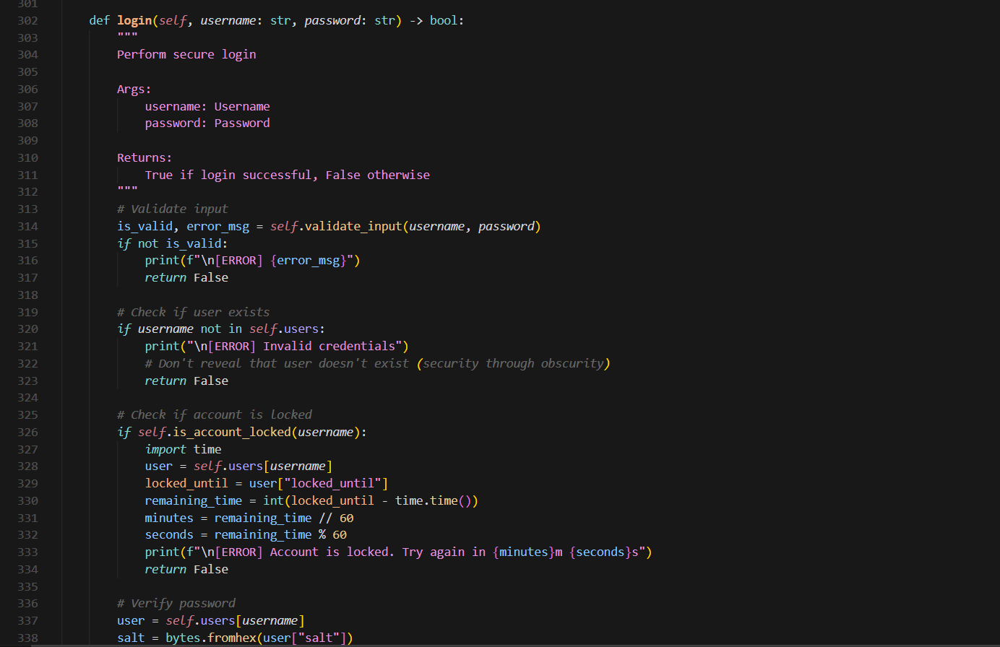 301
302 def login(self, username: str, password: str) -> bool:
303 """
304 Perform secure login
305
306 Args:
307 username: Username
308 password: Password
309
310 Returns:
311 True if login successful, False otherwise
312 """
313 # Validate input
314 is_valid, error_msg = self.validate_input(username, password)
315 if not is_valid:
316 print(f"\n[ERROR] {error_msg}")
317 return False
318
319 # Check if user exists
320 if username not in self.users:
321 print("\n[ERROR] Invalid credentials")
322 # Don't reveal that user doesn't exist (security through obscurity)
323 return False
324
325 # Check if account is locked
326 if self.is_account_locked(username):
327 import time
328 user = self.users[username]
329 locked_until = user["locked_until"]
330 remaining_time = int(locked_until - time.time())
331 minutes = remaining_time // 60
332 seconds = remaining_time % 60
333 print(f"\n[ERROR] Account is locked. Try again in {minutes}m {seconds}s")
334 return False
335
336 # Verify password
337 user = self.users[username]
338 salt = bytes.fromhex(user["salt"])